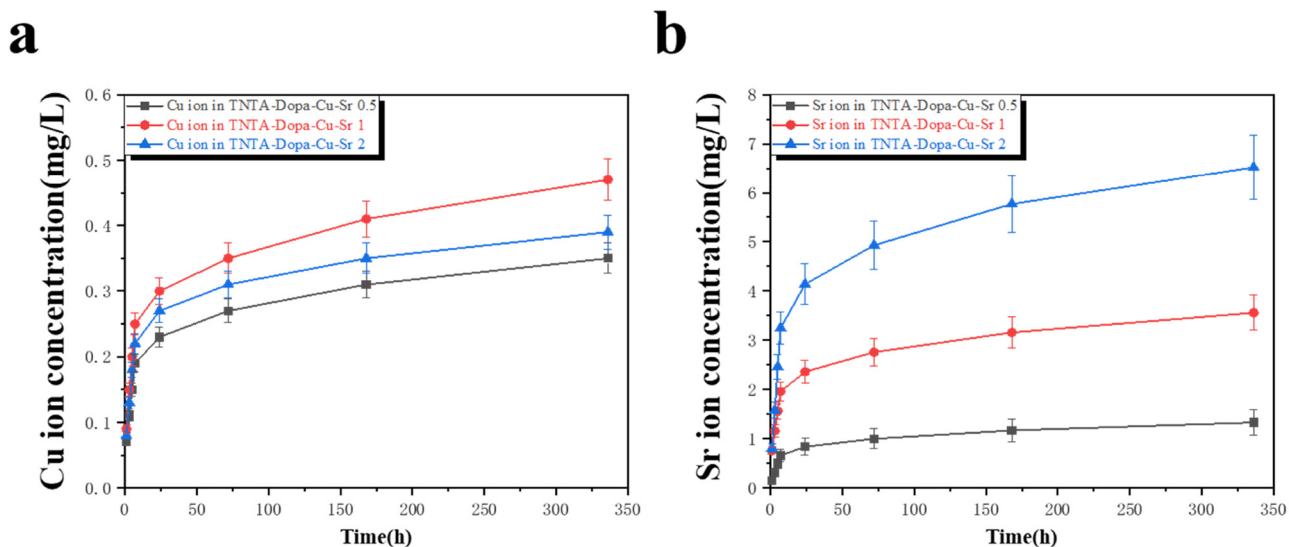 a
Cu ion concentration(mg/L)
0.6
0.5
0.4
0.3
0.2
0.1
0.0
Cu ion in TNTA-Dopa-Cu-Sr 0.5
Cu ion in TNTA-Dopa-Cu-Sr 1
Cu ion in TNTA-Dopa-Cu-Sr 2
0 50 100 150 200 250 300 350
Time(h)
b
Sr ion concentration(mg/L)
8
7
6
5
4
3
2
1
0
Sr ion in TNTA-Dopa-Cu-Sr 0.5
Sr ion in TNTA-Dopa-Cu-Sr 1
Sr ion in TNTA-Dopa-Cu-Sr 2
0 50 100 150 200 250 300 350
Time(h)